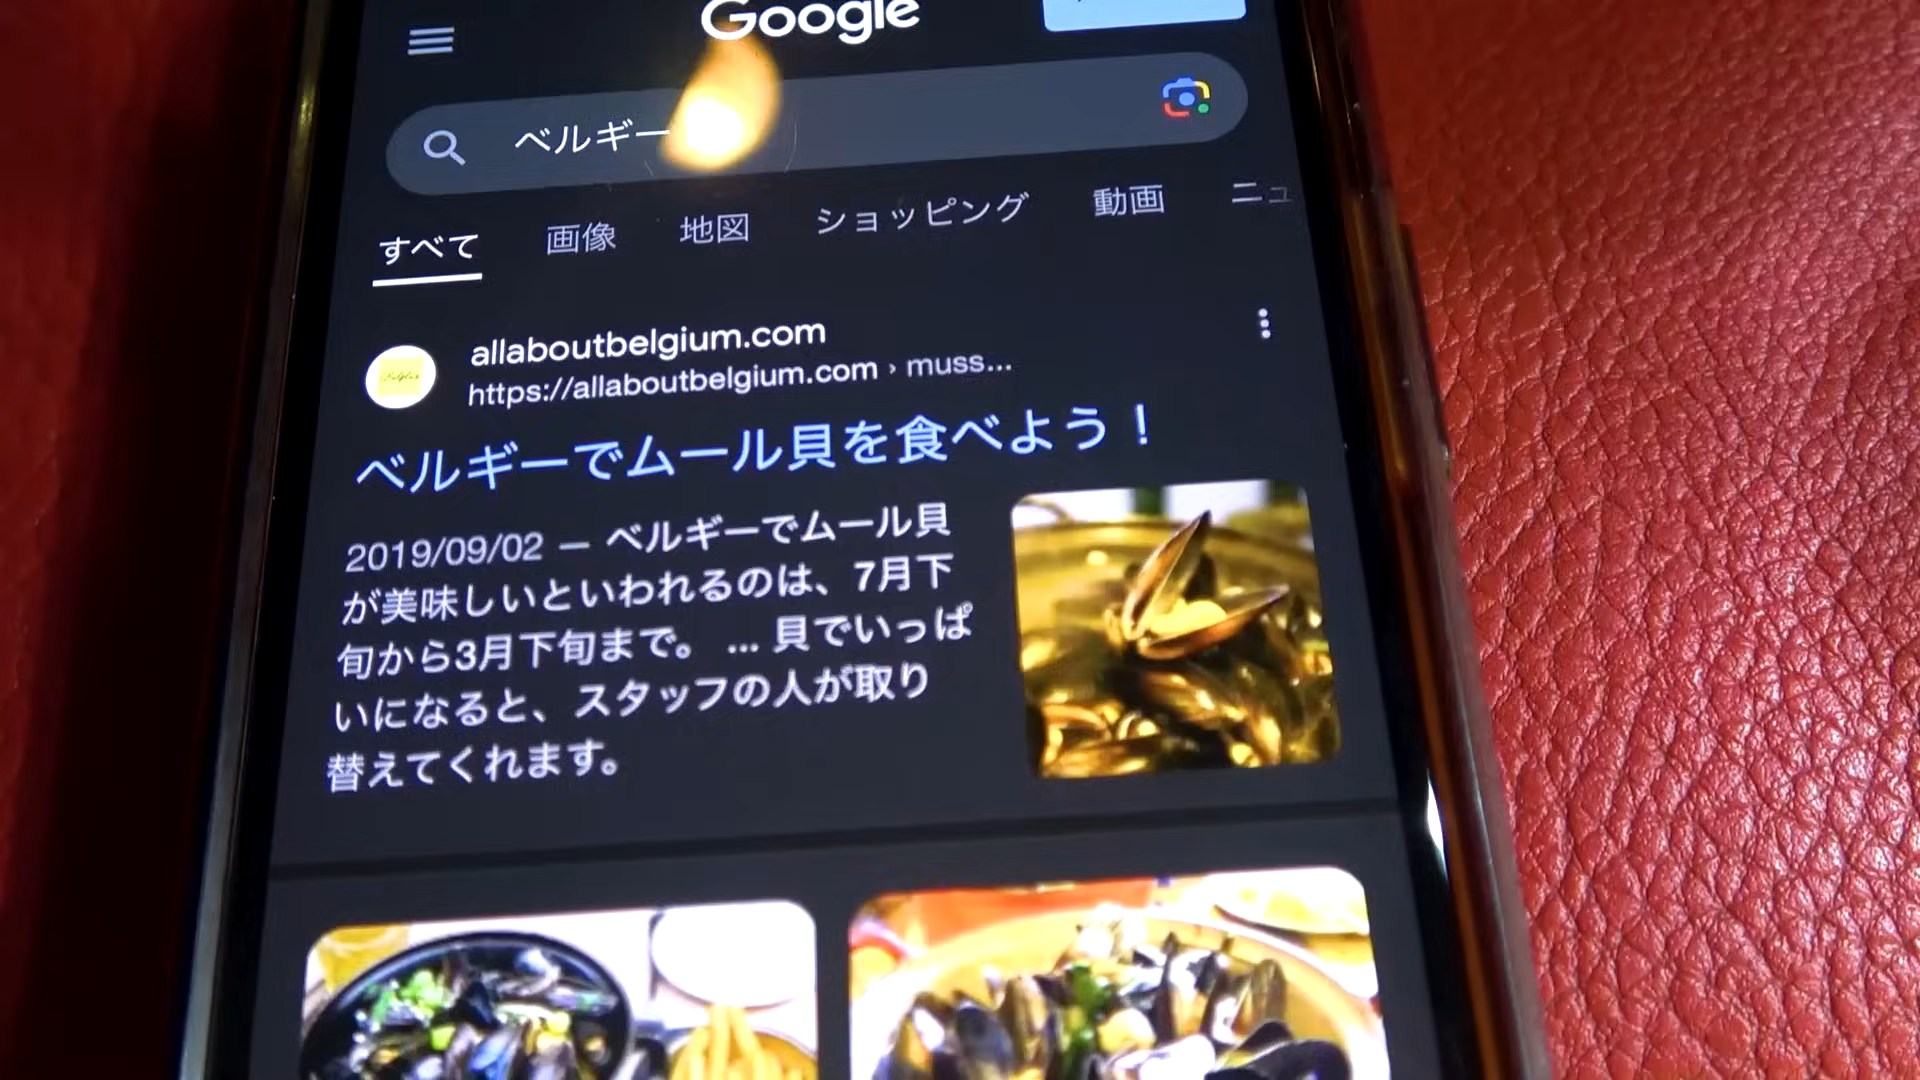 Google
ベルギー
すべて 画像 地図 ショッピング 動画 ニュ
allaboutbelgium.com
https://allaboutbelgium.com › muss...
ベルギーでムール貝を食べよう！
2019/09/02 — ベルギーでムール貝
が美味しいといわれるのは、7月下
旬から3月下旬まで。 ... 貝でいっぱ
いになると、スタッフの人が取り
替えてくれます。